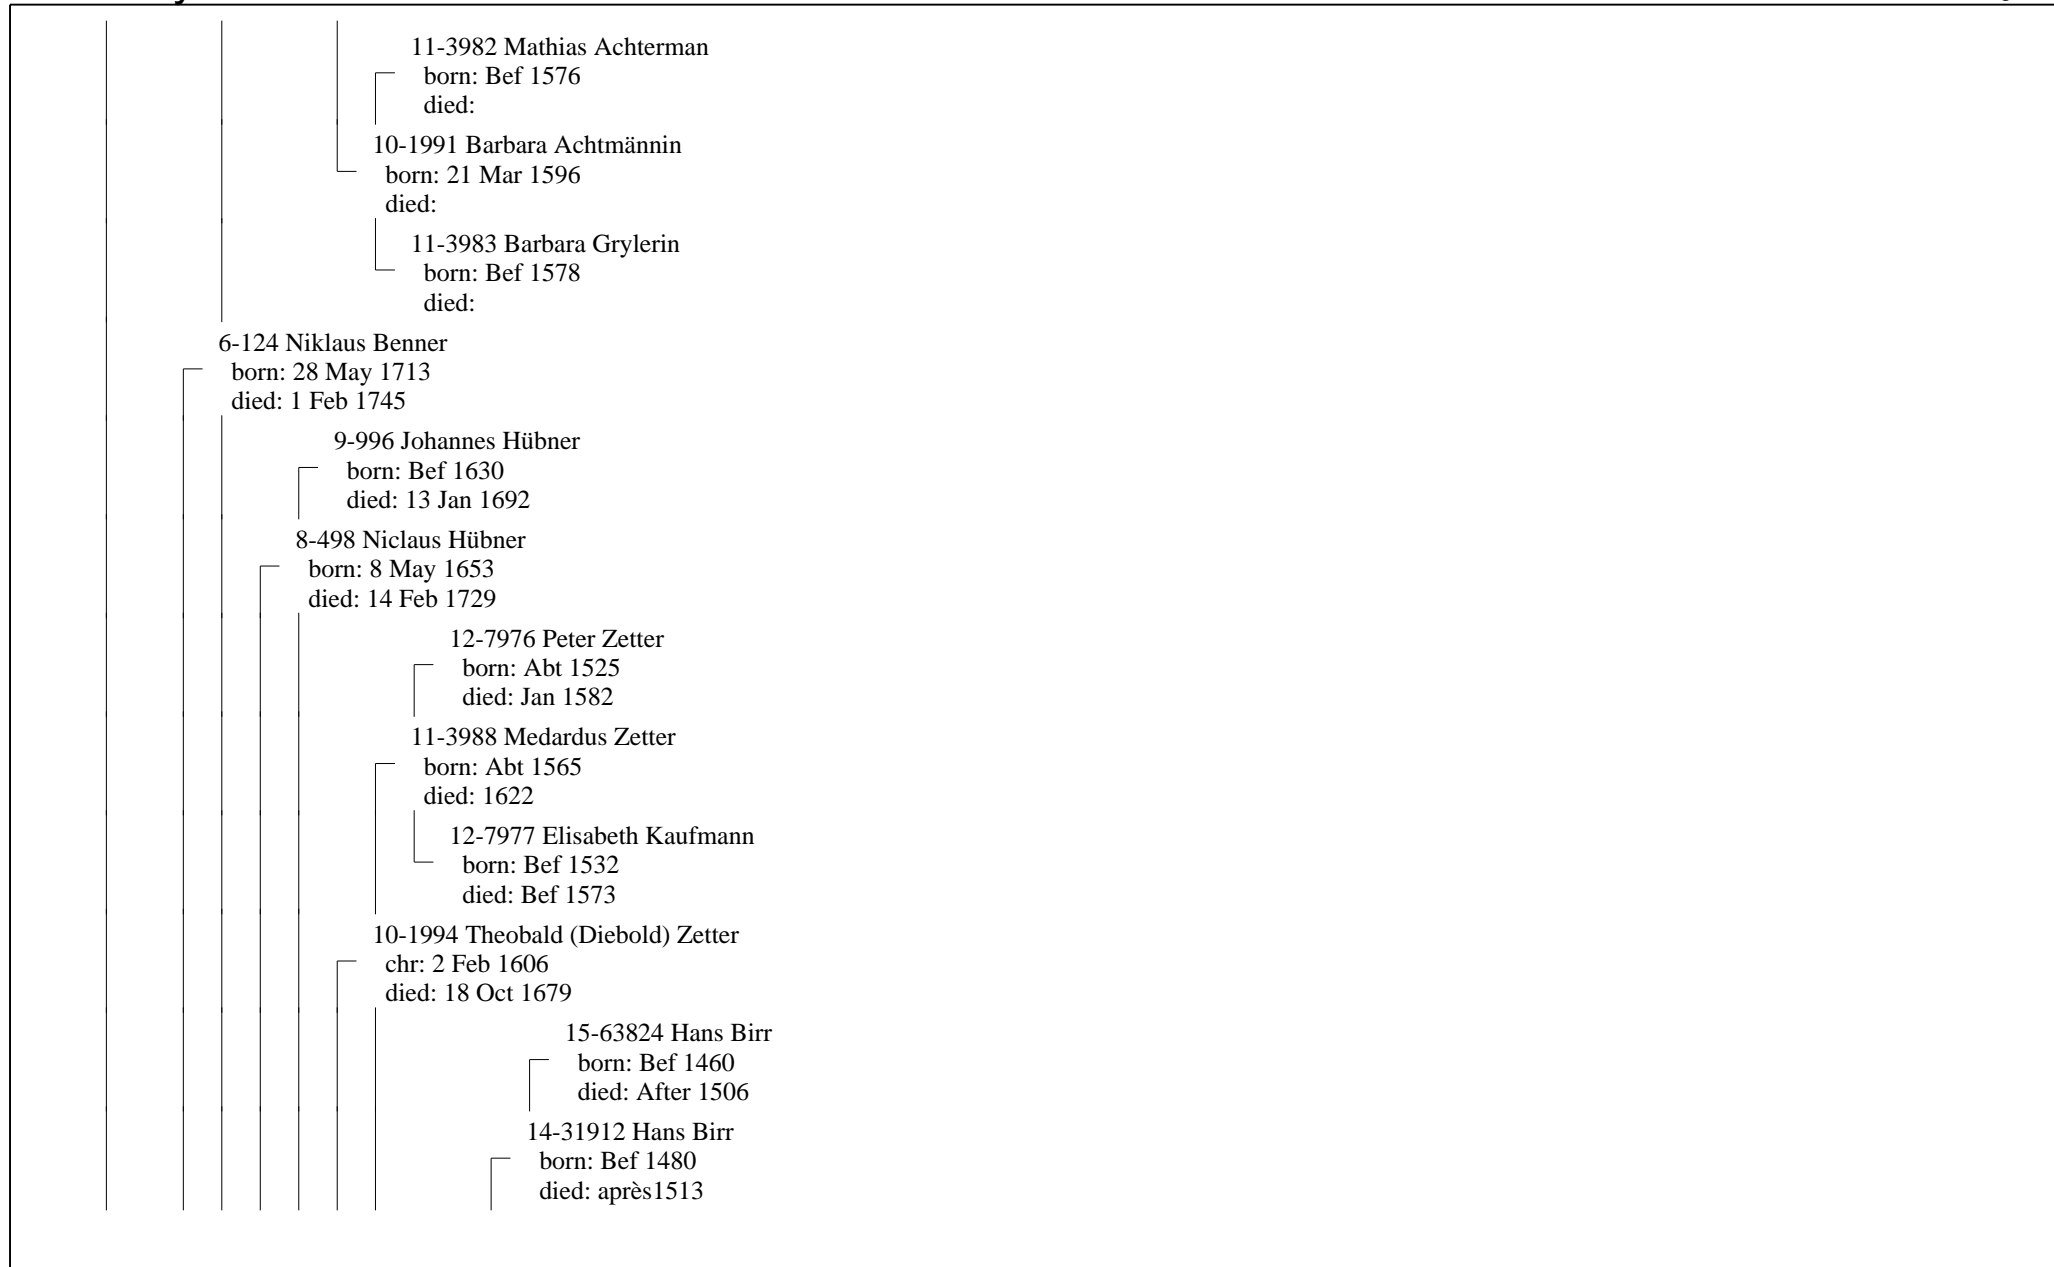 11-3982 Mathias Achterman
born: Bef 1576
died:
10-1991 Barbara Achtmännin
born: 21 Mar 1596
died:
11-3983 Barbara Grylerin
born: Bef 1578
died:
6-124 Niklaus Benner
born: 28 May 1713
died: 1 Feb 1745
9-996 Johannes Hübner
born: Bef 1630
died: 13 Jan 1692
8-498 Niclaus Hübner
born: 8 May 1653
died: 14 Feb 1729
12-7976 Peter Zetter
born: Abt 1525
died: Jan 1582
11-3988 Medardus Zetter
born: Abt 1565
died: 1622
12-7977 Elisabeth Kaufmann
born: Bef 1532
died: Bef 1573
10-1994 Theobald (Diebold) Zetter
chr: 2 Feb 1606
died: 18 Oct 1679
15-63824 Hans Birr
born: Bef 1460
died: After 1506
14-31912 Hans Birr
born: Bef 1480
died: après1513